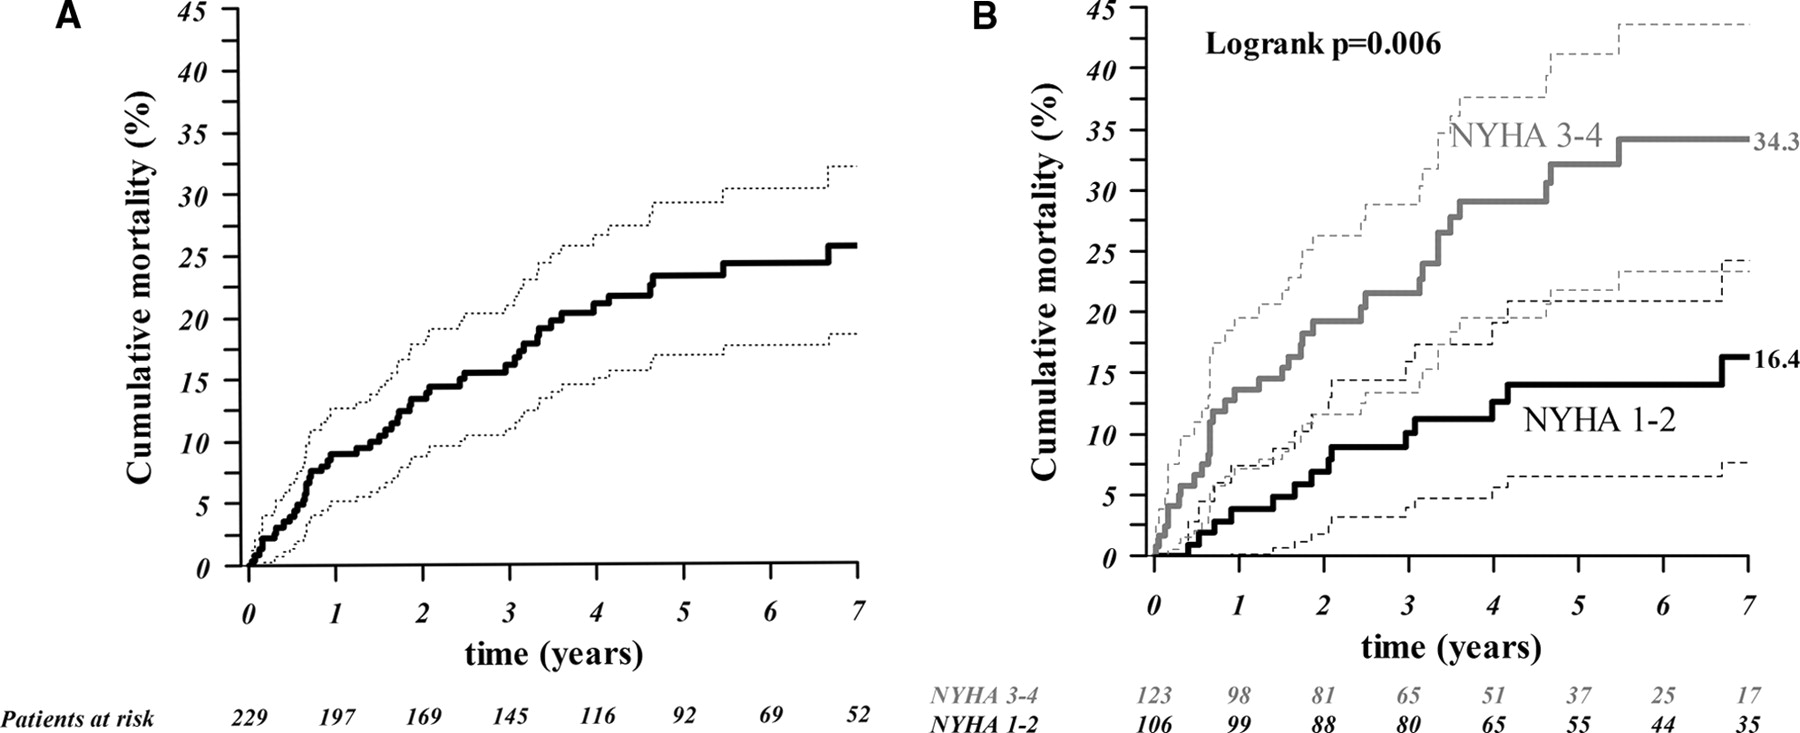 A
Cumulative mortality (%)
45
40
35
30
25
20
15
10
5
0
0 1 2 3 4 5 6 7
time (years)
Patients at risk 229 197 169 145 116 92 69 52
B
Cumulative mortality (%)
45
40
35
30
25
20
15
10
5
0
Logrank p=0.006
NYHA 3-4
34.3
16.4
NYHA 1-2
0 1 2 3 4 5 6 7
time (years)
NYHA 3-4 123 98 81 65 51 37 25 17
NYHA 1-2 106 99 88 80 65 55 44 35